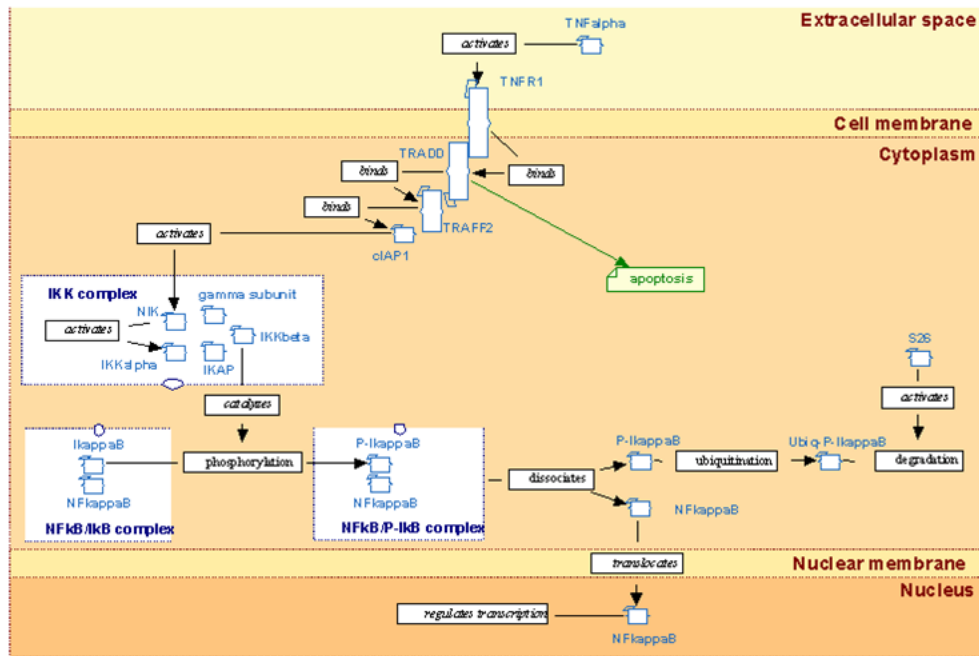 Extracellular space
TNFalpha
activates
TNFR1
Cell membrane
Cytoplasm
TRADD
binds
binds
binds
TRAFF2
activates
cIAP1
apoptosis
IKK complex
gamma subunit
NIK
activates
IKKbeta
IKKalpha
IKAP
S26
activates
catalyzes
IkappaB
P-IkappaB
P-IkappaB
Ubiq-P-IkappaB
phosphorylation
ubiquitination
degradation
dissociates
NFkappaB
NFkappaB
NFkappaB
NFkB/IkB complex
NFkB/P-IkB complex
translocates
Nuclear membrane
Nucleus
regulates transcription
NFkappaB